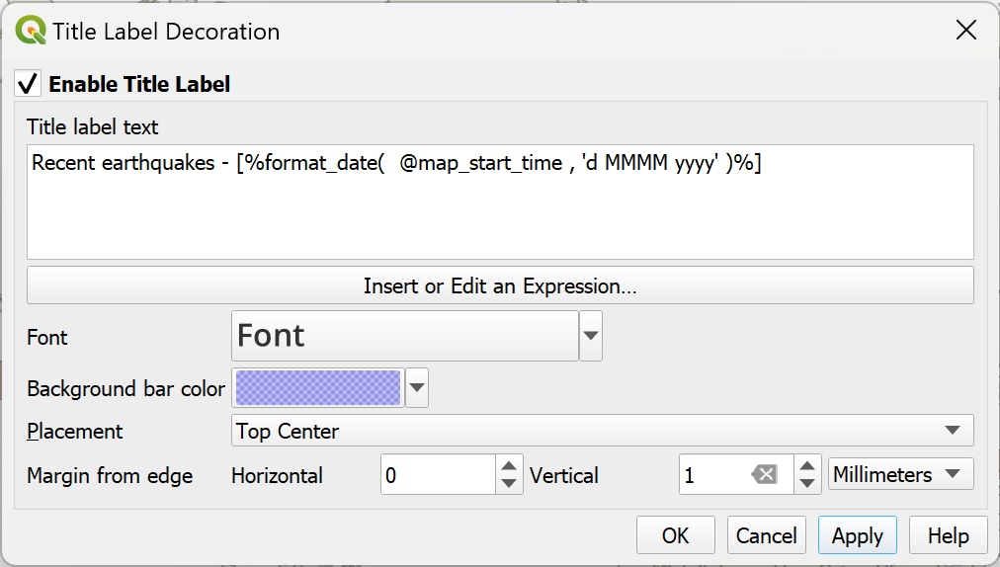 Title Label Decoration
Enable Title Label
Title label text
Recent earthquakes - [%format_date(  @map_start_time , 'd MMMM yyyy' )%]
Insert or Edit an Expression...
Font Font
Background bar color
Placement Top Center
Margin from edge Horizontal 0 Vertical 1 Millimeters
OK Cancel Apply Help